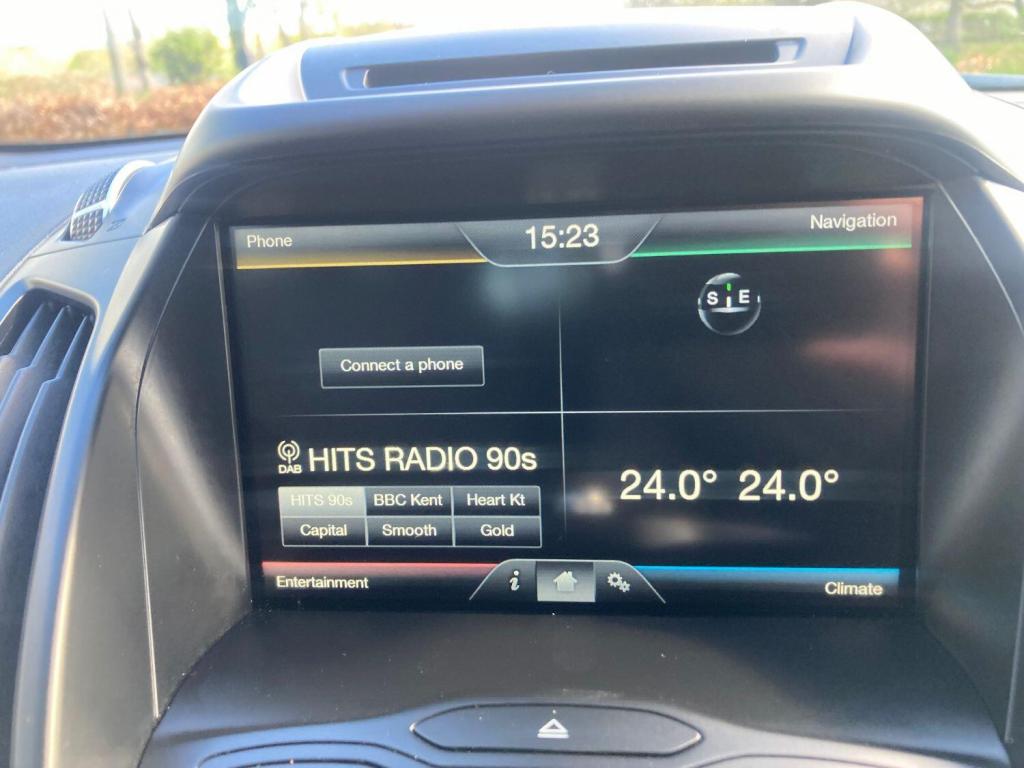 Phone
15:23
Navigation
S E
Connect a phone
DAB
HITS RADIO 90s
HITS 90s BBC Kent Heart Kt
Capital Smooth Gold
24.0° 24.0°
Entertainment
i
Climate